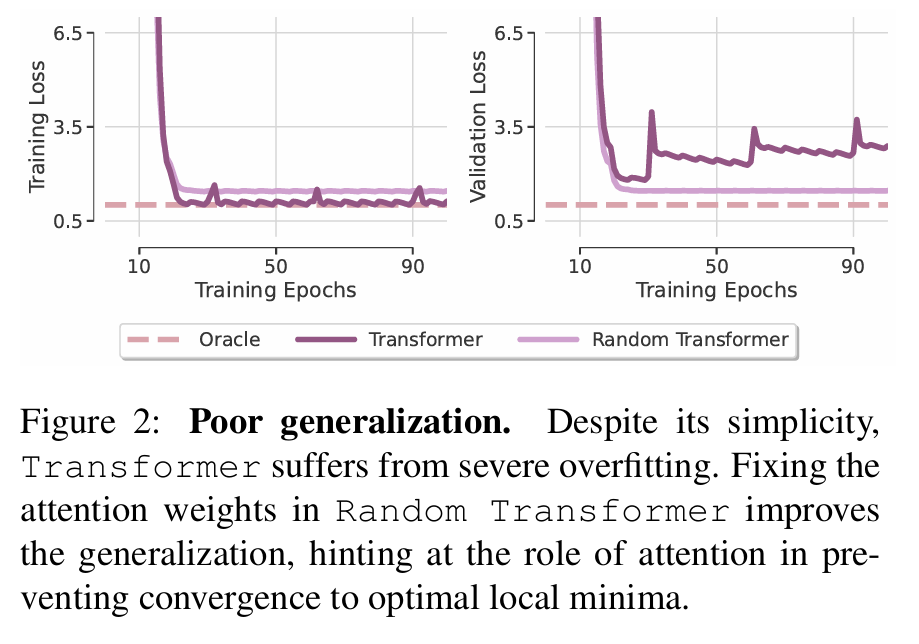 Training Loss
6.5
3.5
0.5
10 50 90
Training Epochs
Validation Loss
6.5
3.5
0.5
10 50 90
Training Epochs
Oracle Transformer Random Transformer
Figure 2: Poor generalization. Despite its simplicity,
Transformer suffers from severe overfitting. Fixing the
attention weights in Random Transformer improves
the generalization, hinting at the role of attention in pre-
venting convergence to optimal local minima.